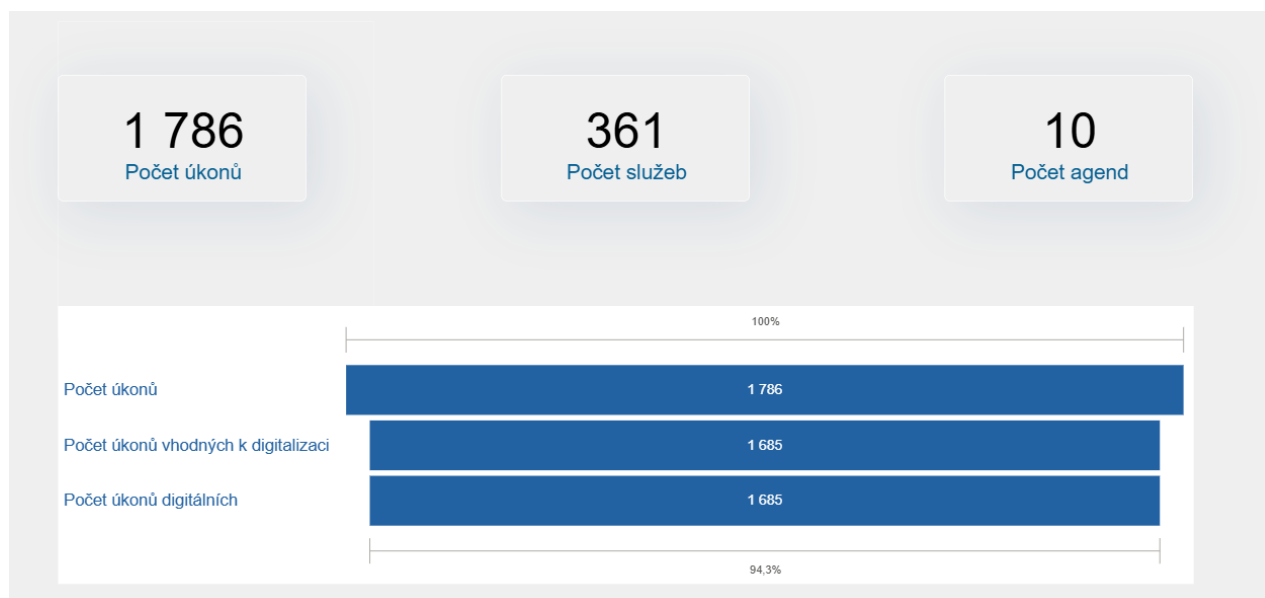 1 786
Počet úkonů
361
Počet služeb
10
Počet agend
100%
Počet úkonů
1 786
Počet úkonů vhodných k digitalizaci
1 685
Počet úkonů digitálních
1 685
94,3%